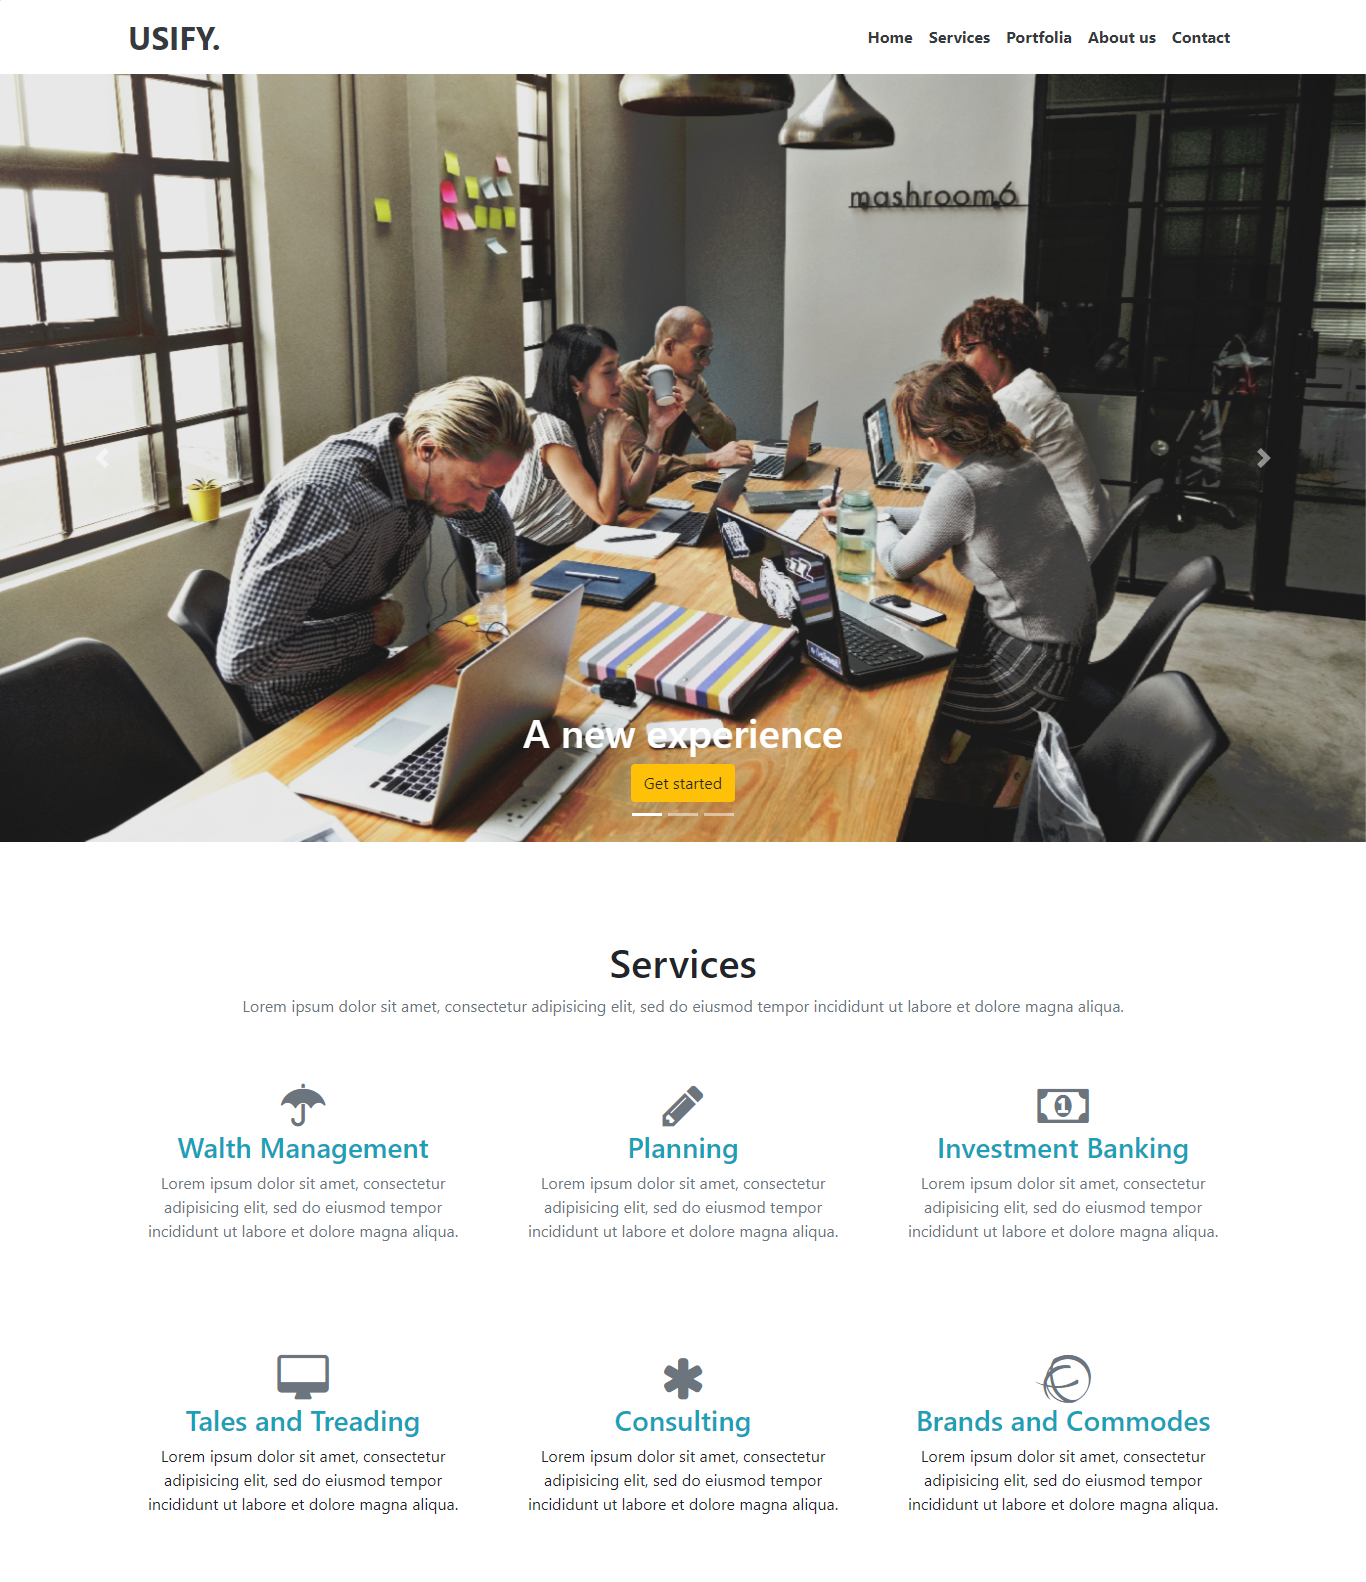 USIFY.
Home Services Portfolia About us Contact
mashroom6
A new experience
Get started
Services
Lorem ipsum dolor sit amet, consectetur adipisicing elit, sed do eiusmod tempor incididunt ut labore et dolore magna aliqua.
1
Walth Management
Lorem ipsum dolor sit amet, consectetur
adipisicing elit, sed do eiusmod tempor
incididunt ut labore et dolore magna aliqua.
Planning
Lorem ipsum dolor sit amet, consectetur
adipisicing elit, sed do eiusmod tempor
incididunt ut labore et dolore magna aliqua.
Investment Banking
Lorem ipsum dolor sit amet, consectetur
adipisicing elit, sed do eiusmod tempor
incididunt ut labore et dolore magna aliqua.
Tales and Treading
Lorem ipsum dolor sit amet, consectetur
adipisicing elit, sed do eiusmod tempor
incididunt ut labore et dolore magna aliqua.
Consulting
Lorem ipsum dolor sit amet, consectetur
adipisicing elit, sed do eiusmod tempor
incididunt ut labore et dolore magna aliqua.
Brands and Commodes
Lorem ipsum dolor sit amet, consectetur
adipisicing elit, sed do eiusmod tempor
incididunt ut labore et dolore magna aliqua.